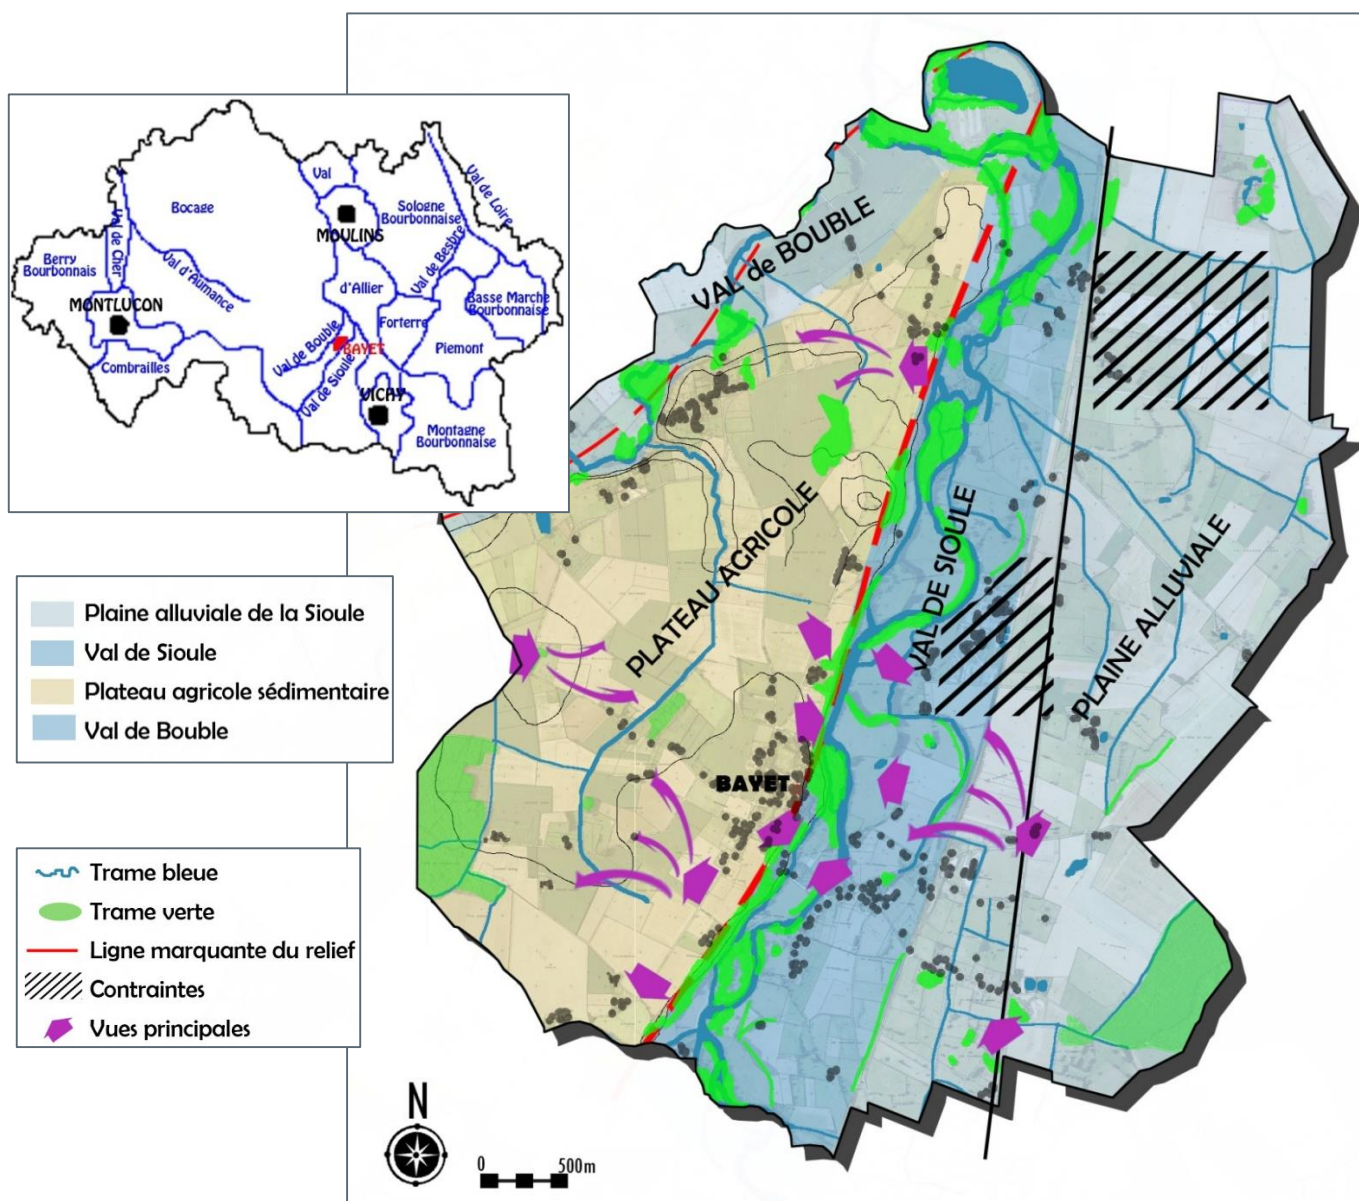 Val
Bocage
Sologne
Bourbonnaise
Val de Loire
MOULINS
Val de Cher
Val d'Aumance
Val de Besbre
Berry
Bourbonnais
d'Allier
Basse Marche
Bourbonnaise
MONTLUCON
Forterre
Val de Bouble
BAYET
Piemont
Combrailles
Val de Sioule
VICHY
Montagne
Bourbonnaise
Plaine alluviale de la Sioule
Val de Sioule
Plateau agricole sédimentaire
Val de Bouble
Trame bleue
Trame verte
Ligne marquante du relief
Contraintes
Vues principales
VAL de BOUBLE
PLATEAU AGRICOLE
VAL DE SIOULE
PLAINE ALLUVIALE
BAYET
N
0 500m